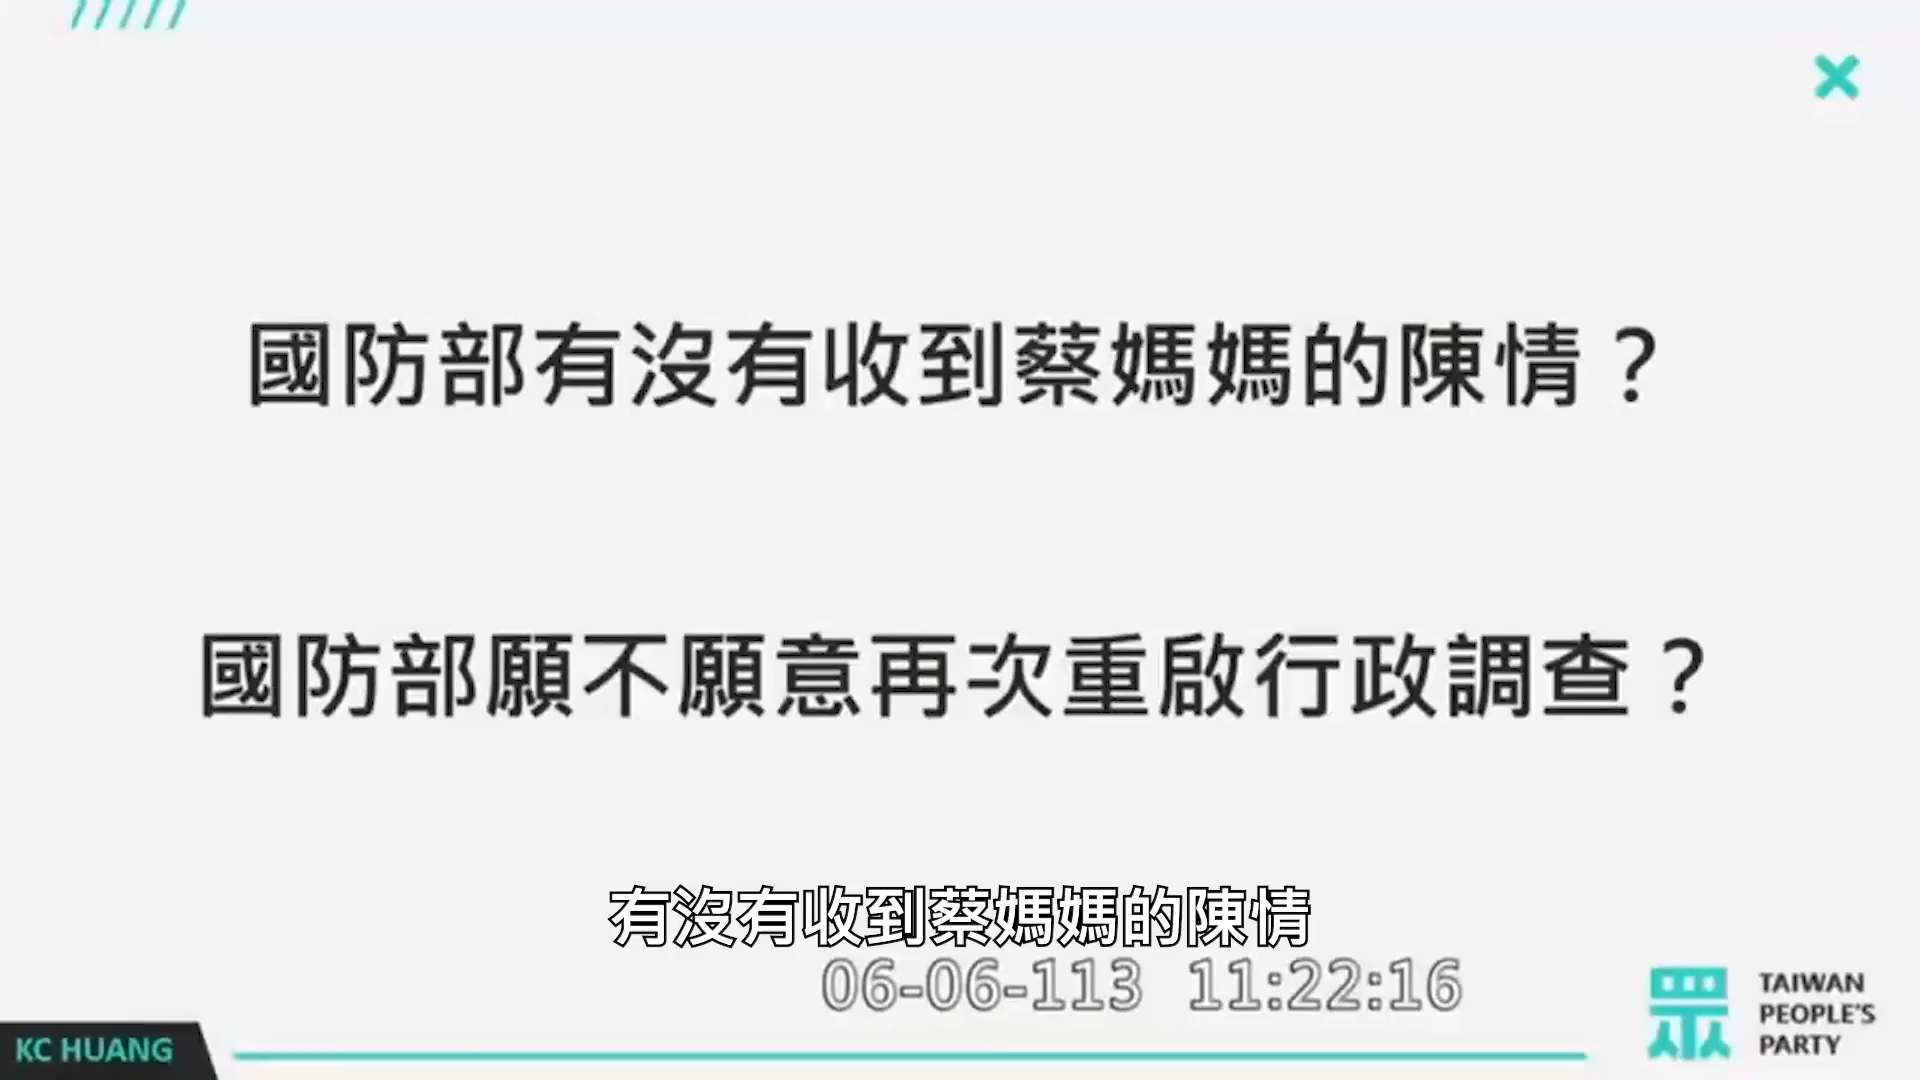 國防部有沒有收到蔡媽媽的陳情？
國防部願不願意再次重啟行政調查？
有沒有收到蔡媽媽的陳情
06-06-113 11:22:16
KC HUANG
眾
TAIWAN
PEOPLE'S
PARTY